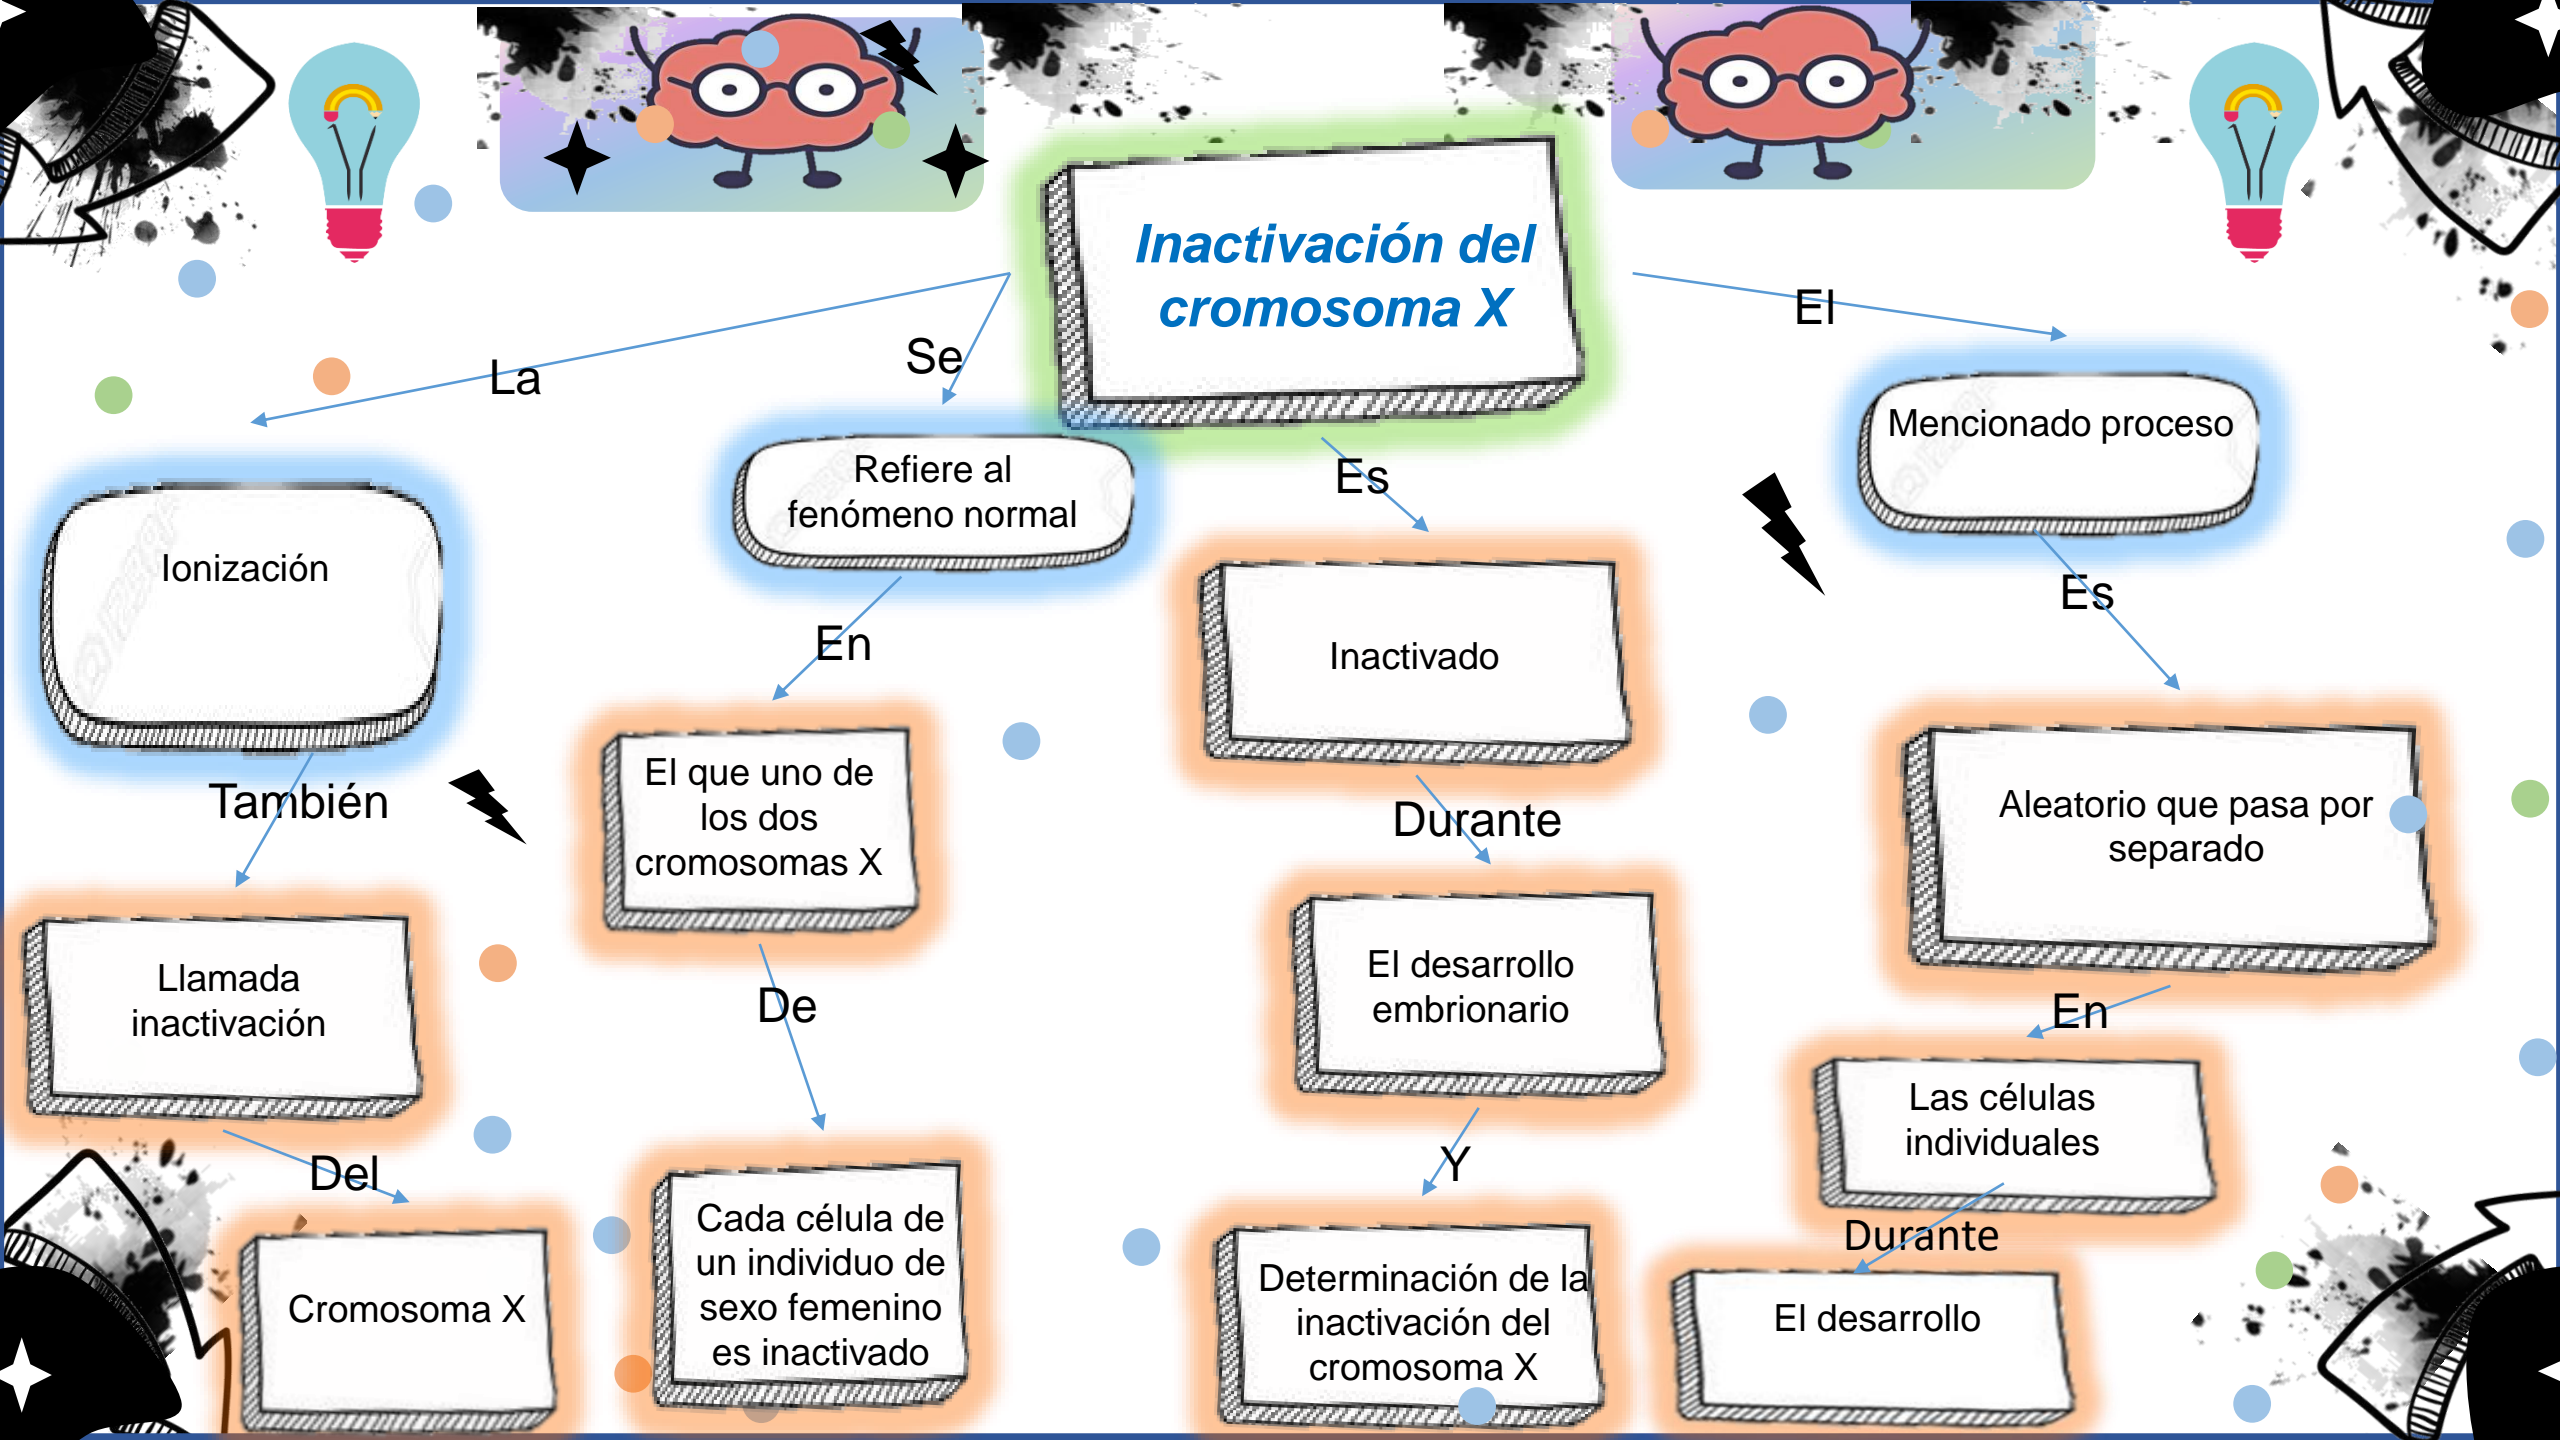 Inactivación del
cromosoma X
La
Se
Es
El
Ionización
También
Llamada
inactivación
Del
Cromosoma X
Refiere al
fenómeno normal
En
El que uno de
los dos
cromosomas X
De
Cada célula de
un individuo de
sexo femenino
es inactivado
Inactivado
Durante
El desarrollo
embrionario
Y
Determinación de la
inactivación del
cromosoma X
Mencionado proceso
Es
Aleatorio que pasa por
separado
En
Las células
individuales
Durante
El desarrollo